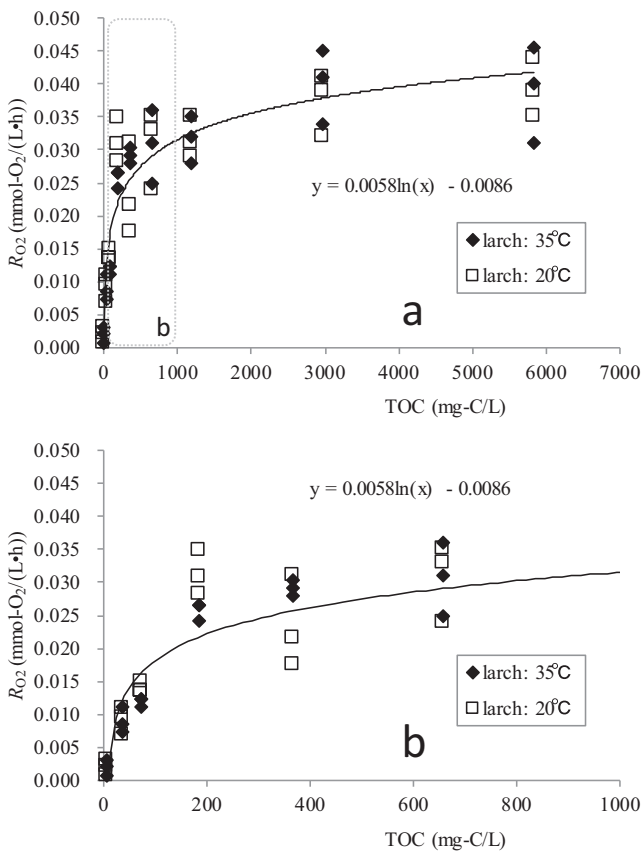 0.050
0.045
0.040
0.035
0.030
0.025
0.020
0.015
0.010
0.005
0.000
R_O2 (mmol-O2/(L•h)
y = 0.0058ln(x) - 0.0086
◆ larch: 35℃
□ larch: 20℃
b
a
0 1000 2000 3000 4000 5000 6000 7000
TOC (mg-C/L)
0.050
0.045
0.040
0.035
0.030
0.025
0.020
0.015
0.010
0.005
0.000
R_O2 (mmol-O2/(L•h)
y = 0.0058ln(x) - 0.0086
◆ larch: 35℃
□ larch: 20℃
b
0 200 400 600 800 1000
TOC (mg-C/L)